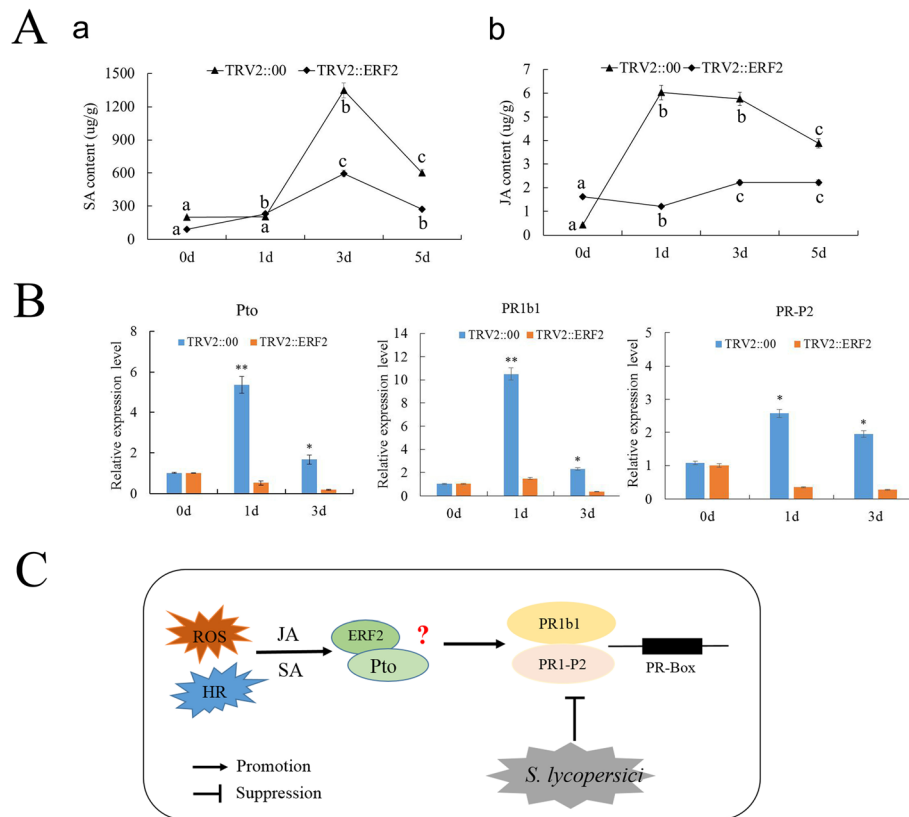 A
a
TRV2::00 TRV2::ERF2
SA content (ug/g)
1500
1200
900
600
300
0
a
a
b
a
b
c
c
b
0d 1d 3d 5d
b
TRV2::00 TRV2::ERF2
JA content (ug/g)
7
6
5
4
3
2
1
0
a
a
b
b
b
c
c
c
0d 1d 3d 5d
B
Pto
TRV2::00 TRV2::ERF2
Relative expression level
8
6
4
2
0
**
*
0d 1d 3d
PR1b1
TRV2::00 TRV2::ERF2
Relative expression level
14
12
10
8
6
4
2
0
**
*
0d 1d 3d
PR-P2
TRV2::00 TRV2::ERF2
Relative expression level
5
4
3
2
1
0
*
*
0d 1d 3d
C
ROS
HR
JA
SA
ERF2
Pto
?
PR1b1
PR1-P2
PR-Box
S. lycopersici
Promotion
Suppression